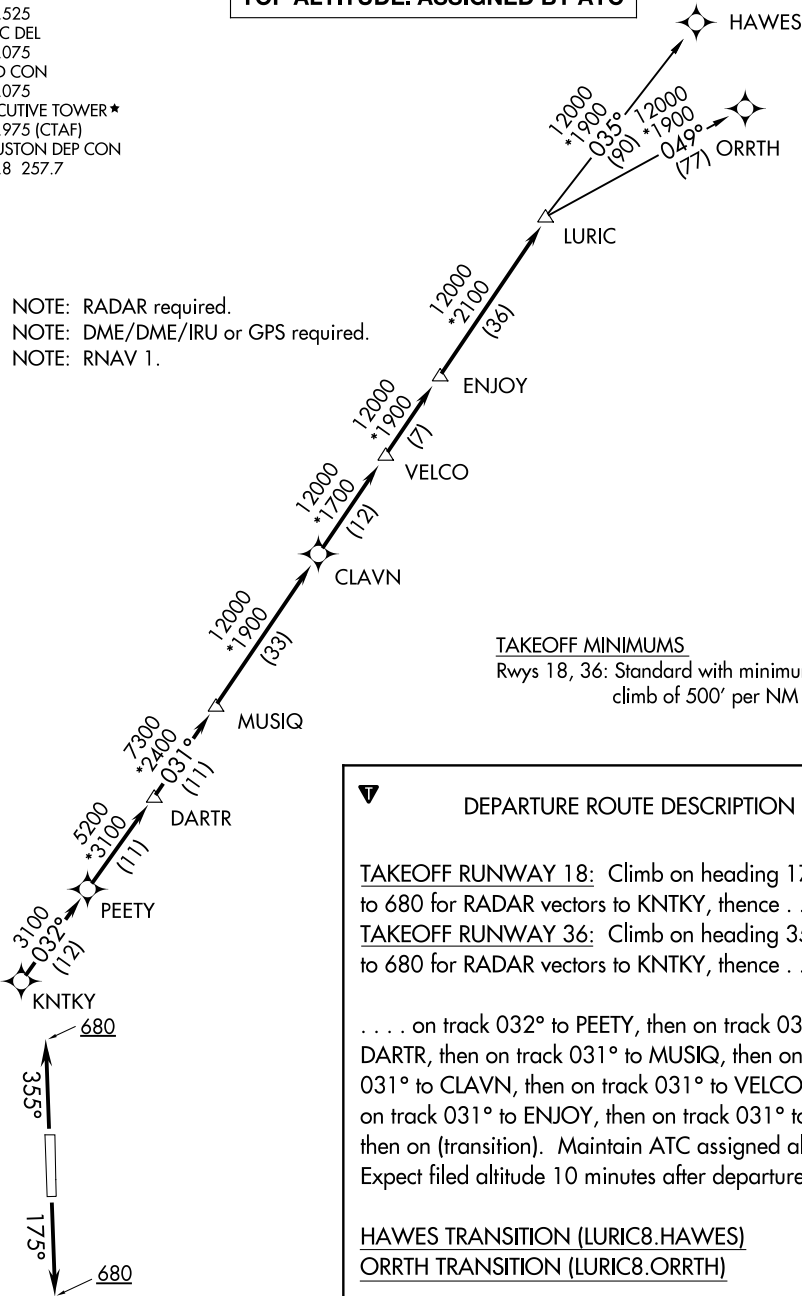 TOP ALTITUDE: ASSIGNED BY ATC
.525
C DEL
.075
D CON
.075
CUTIVE TOWER★
.975 (CTAF)
USTON DEP CON
.8 257.7
HAWES
12000
*1900
035°
(90)
12000
*1900
049°
(77)
ORRTH
LURIC
NOTE: RADAR required.
NOTE: DME/DME/IRU or GPS required.
NOTE: RNAV 1.
12000
*2100
(36)
ENJOY
12000
*1900
(7)
VELCO
12000
*1700
(12)
CLAVN
12000
*1900
(33)
TAKEOFF MINIMUMS
Rwys 18, 36: Standard with minimu
climb of 500' per NM
MUSIQ
7300
*2400
031°
(11)
DARTR
5200
*3100
(11)
PEETY
3100
032°
(12)
KNTKY
680
355°
175°
680
T
DEPARTURE ROUTE DESCRIPTION
TAKEOFF RUNWAY 18: Climb on heading 17
to 680 for RADAR vectors to KNTKY, thence . .
TAKEOFF RUNWAY 36: Climb on heading 35
to 680 for RADAR vectors to KNTKY, thence . .
. . . . on track 032° to PEETY, then on track 03
DARTR, then on track 031° to MUSIQ, then on
031° to CLAVN, then on track 031° to VELCO
on track 031° to ENJOY, then on track 031° to
then on (transition). Maintain ATC assigned al
Expect filed altitude 10 minutes after departure
HAWES TRANSITION (LURIC8.HAWES)
ORRTH TRANSITION (LURIC8.ORRTH)